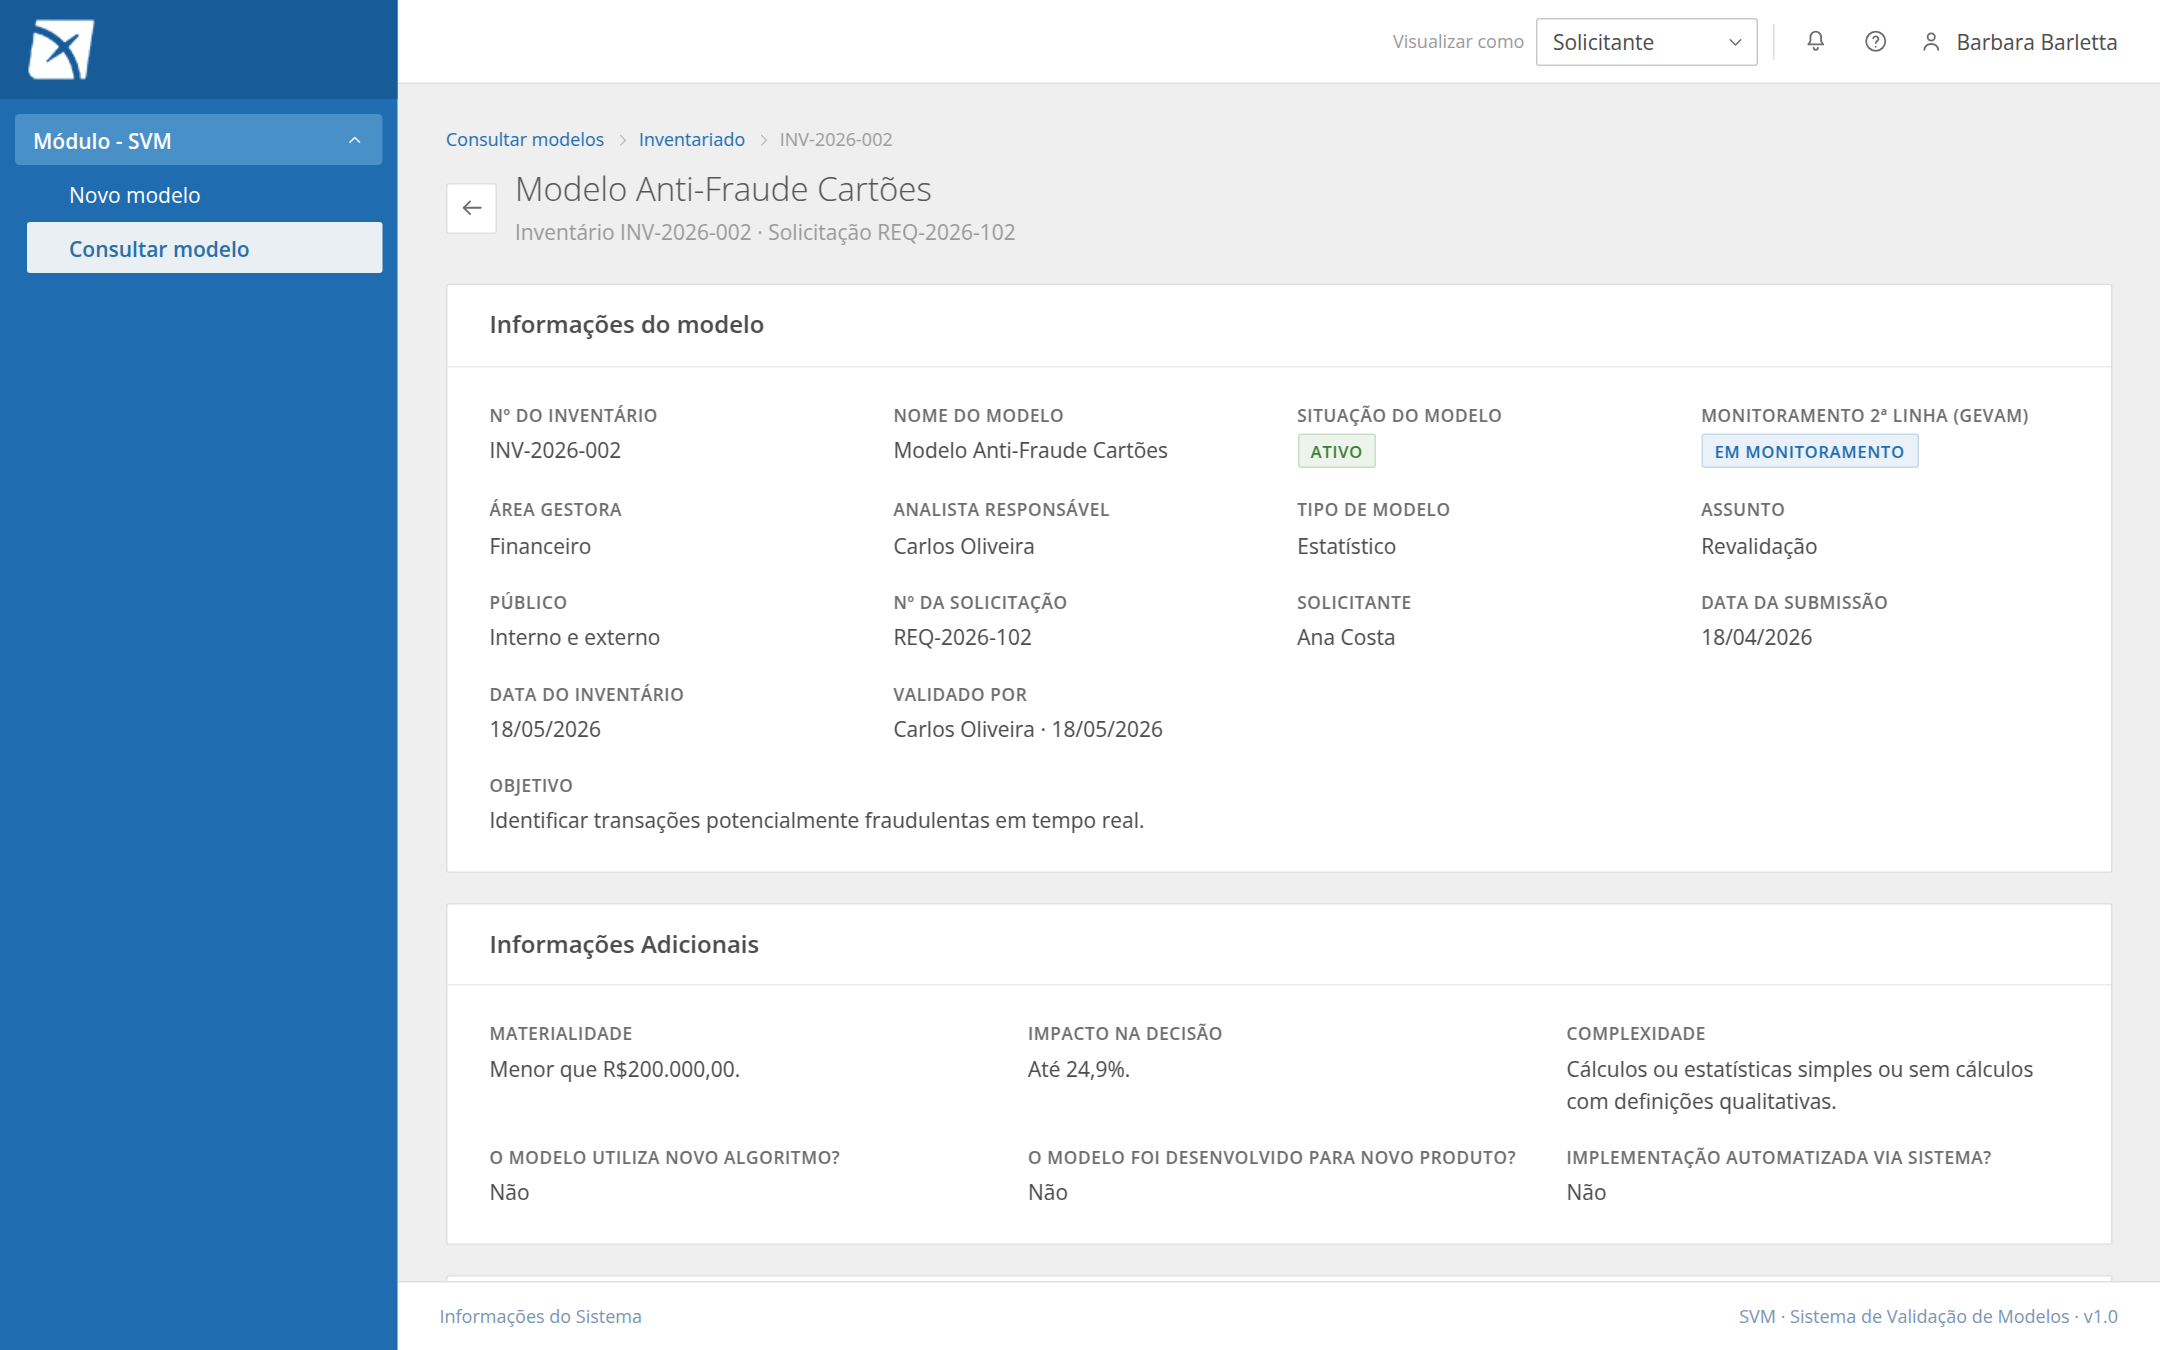 Visualizar como
Solicitante
Barbara Barletta
Módulo - SVM
Novo modelo
Consultar modelo
Consultar modelos > Inventariado > INV-2026-002
Modelo Anti-Fraude Cartões
Inventário INV-2026-002 · Solicitação REQ-2026-102
Informações do modelo
Nº DO INVENTÁRIO
INV-2026-002
NOME DO MODELO
Modelo Anti-Fraude Cartões
SITUAÇÃO DO MODELO
ATIVO
MONITORAMENTO 2ª LINHA (GEVAM)
EM MONITORAMENTO
ÁREA GESTORA
Financeiro
ANALISTA RESPONSÁVEL
Carlos Oliveira
TIPO DE MODELO
Estatístico
ASSUNTO
Revalidação
PÚBLICO
Interno e externo
Nº DA SOLICITAÇÃO
REQ-2026-102
SOLICITANTE
Ana Costa
DATA DA SUBMISSÃO
18/04/2026
DATA DO INVENTÁRIO
18/05/2026
VALIDADO POR
Carlos Oliveira · 18/05/2026
OBJETIVO
Identificar transações potencialmente fraudulentas em tempo real.
Informações Adicionais
MATERIALIDADE
Menor que R$200.000,00.
IMPACTO NA DECISÃO
Até 24,9%.
COMPLEXIDADE
Cálculos ou estatísticas simples ou sem cálculos
com definições qualitativas.
O MODELO UTILIZA NOVO ALGORITMO?
Não
O MODELO FOI DESENVOLVIDO PARA NOVO PRODUTO?
Não
IMPLEMENTAÇÃO AUTOMATIZADA VIA SISTEMA?
Não
Informações do Sistema
SVM · Sistema de Validação de Modelos · v1.0